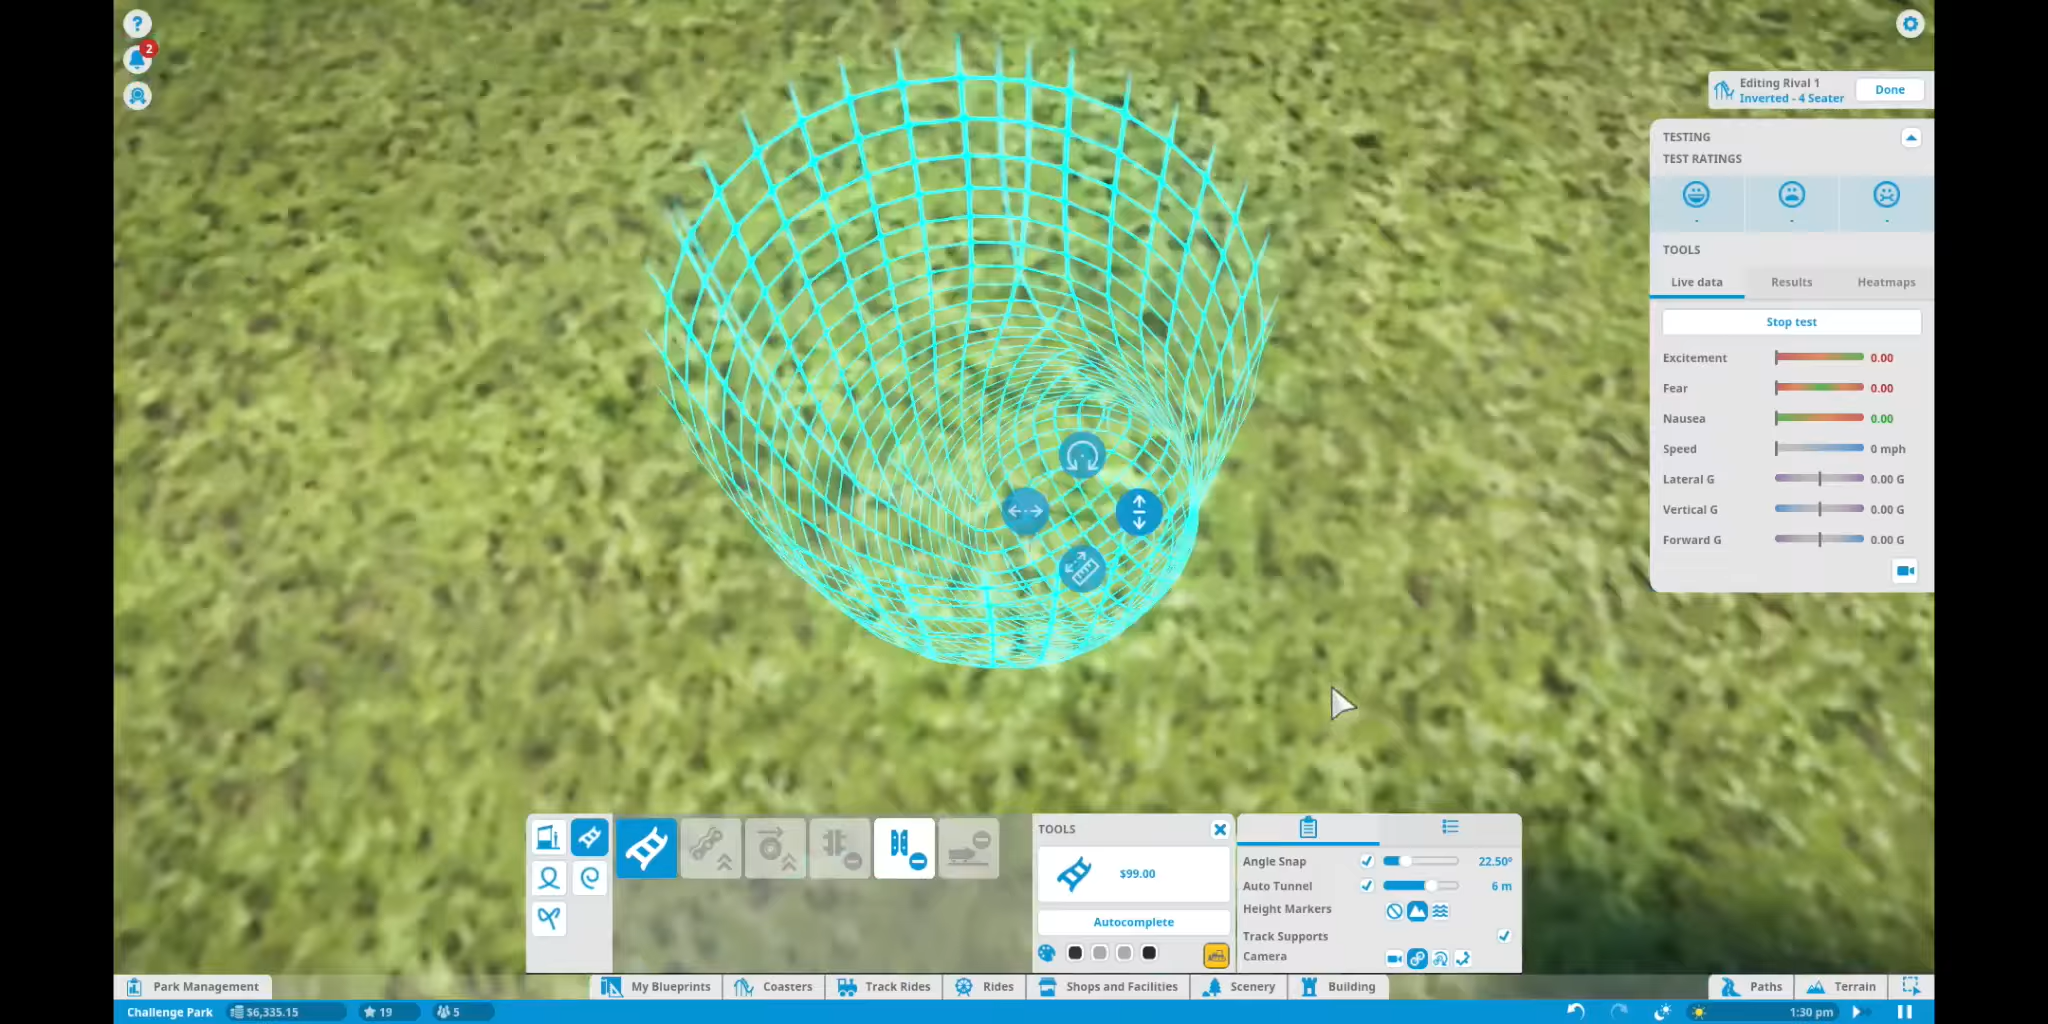 ?
2
Editing Rival 1
Inverted - 4 Seater
Done
TESTING
TEST RATINGS
- - -
TOOLS
Live data Results Heatmaps
Stop test
Excitement 0.00
Fear 0.00
Nausea 0.00
Speed 0 mph
Lateral G 0.00 G
Vertical G 0.00 G
Forward G 0.00 G
TOOLS
$99.00
Autocomplete
Angle Snap 22.50°
Auto Tunnel 6 m
Height Markers
Track Supports
Camera
Park Management My Blueprints Coasters Track Rides Rides Shops and Facilities Scenery Building Paths Terrain
Challenge Park $6,335.15 19 5 1:30 pm